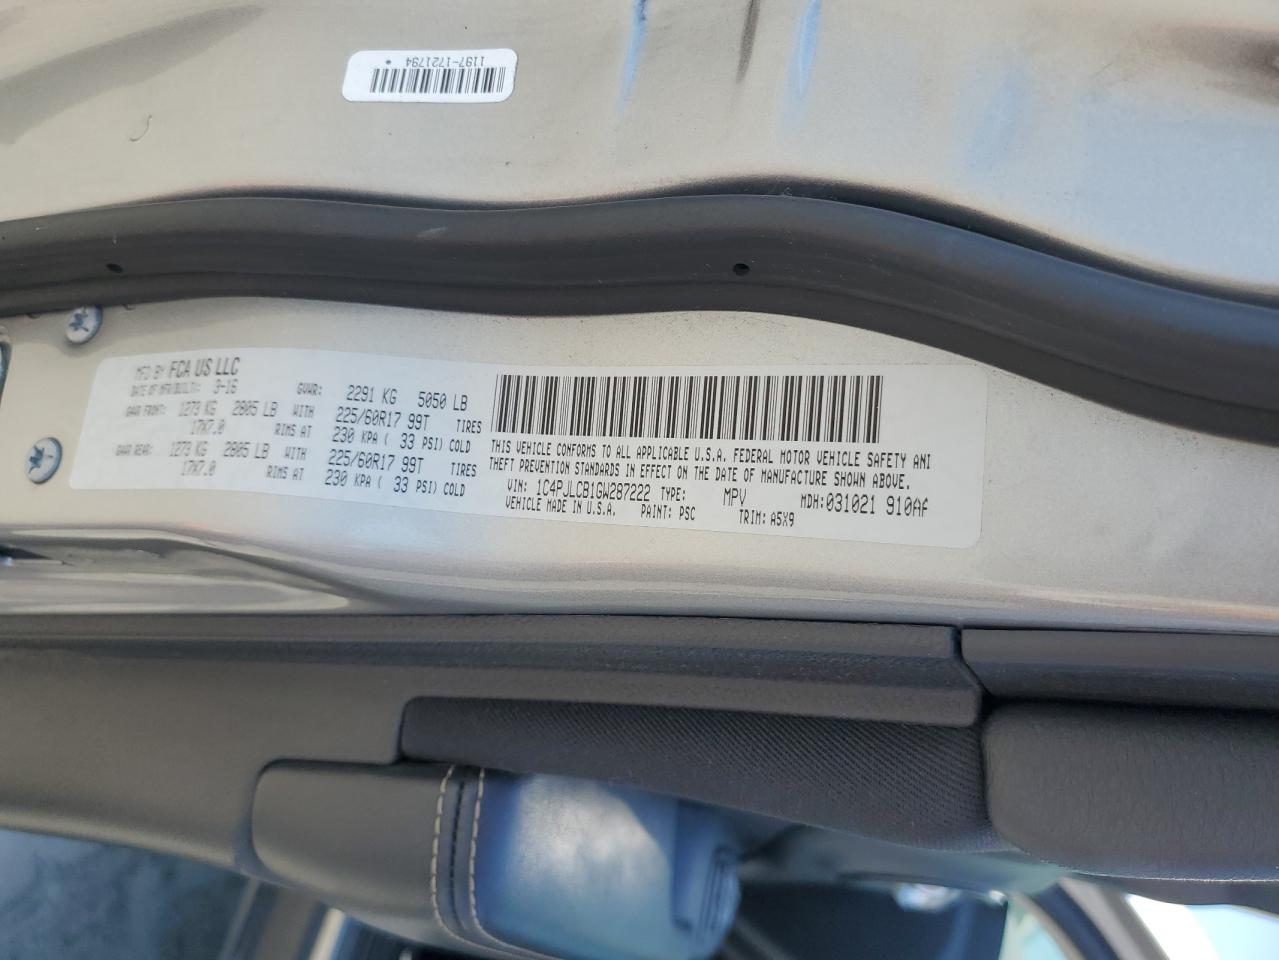 1197-1721794
MFD BY FCA US LLC
DATE OF MFR/BUILT: 3-16 GVWR: 2291 KG 5050 LB
GAWR FRONT: 1273 KG 2805 LB WITH 225/60R17 99T TIRES
17X7.0 RIMS AT 230 KPA ( 33 PSI) COLD
GAWR REAR: 1273 KG 2805 LB WITH 225/60R17 99T TIRES
17X7.0 RIMS AT 230 KPA ( 33 PSI) COLD
THIS VEHICLE CONFORMS TO ALL APPLICABLE U.S.A. FEDERAL MOTOR VEHICLE SAFETY AND
THEFT PREVENTION STANDARDS IN EFFECT ON THE DATE OF MANUFACTURE SHOWN ABOVE.
VIN: 1C4PJLCB1GW287222 TYPE: MPV MDH: 031021 910AF
VEHICLE MADE IN U.S.A. PAINT: PSC TRIM: A5X9